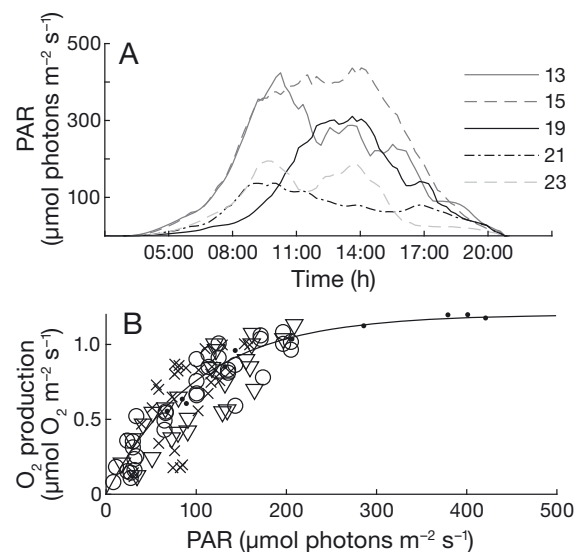 A
PAR
(µmol photons m⁻² s⁻¹)
500
300
100
13
15
19
21
23
05:00 08:00 11:00 14:00 17:00 20:00
Time (h)
B
O₂ production
(µmol O₂ m⁻² s⁻¹)
1.0
0.5
0
0 100 200 300 400 500
PAR (µmol photons m⁻² s⁻¹)